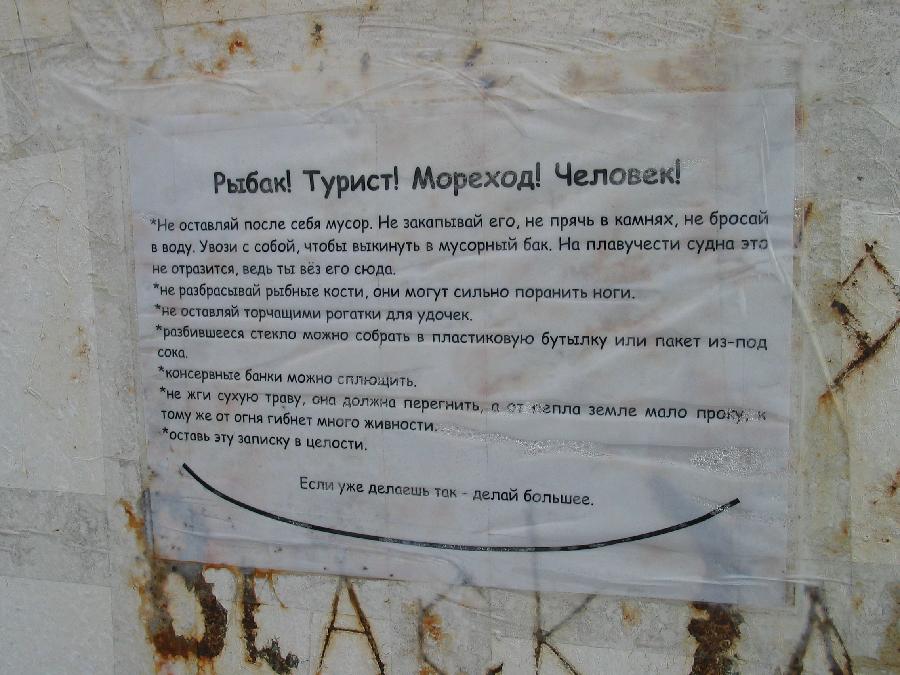 Рыбак! Турист! Мореход! Человек!
*Не оставляй после себя мусор. Не закапывай его, не прячь в камнях, не бросай
в воду. Увози с собой, чтобы выкинуть в мусорный бак. На плавучести судна это
не отразится, ведь ты вёз его сюда.
*не разбрасывай рыбные кости, они могут сильно поранить ноги.
*не оставляй торчащими рогатки для удочек.
*разбившееся стекло можно собрать в пластиковую бутылку или пакет из-под
сока.
*консервные банки можно сплющить.
*не жги сухую траву, она должна перегнить, а от пепла земле мало проку, к
тому же от огня гибнет много живности.
*оставь эту записку в целости.
Если уже делаешь так - делай большее.